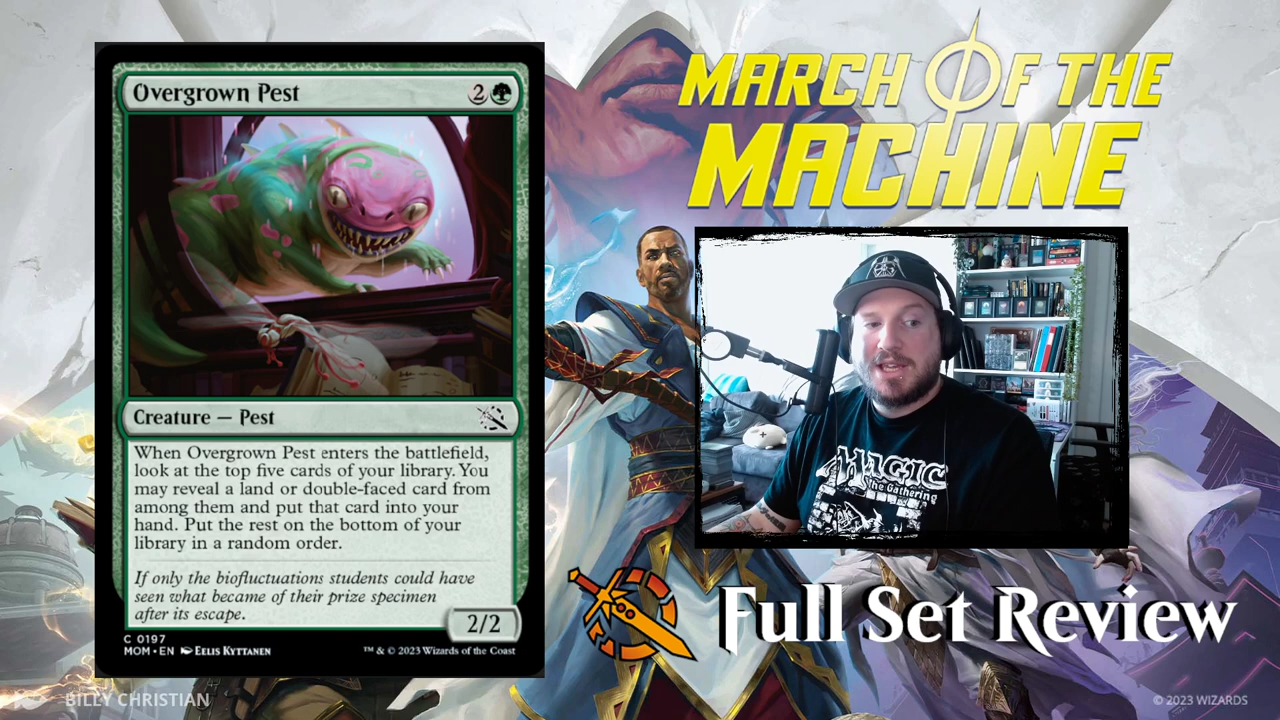 Overgrown Pest
2
Creature — Pest
When Overgrown Pest enters the battlefield,
look at the top five cards of your library. You
may reveal a land or double-faced card from
among them and put that card into your
hand. Put the rest on the bottom of your
library in a random order.
If only the biofluctuations students could have
seen what became of their prize specimen
after its escape.
2/2
C 0197
MOM • EN EELIS KYTTANEN
™ & © 2023 Wizards of the Coast
MARCH OF THE
MACHINE
MAGIC
The Gathering
Full Set Review
BILLY CHRISTIAN
© 2023 WIZARDS